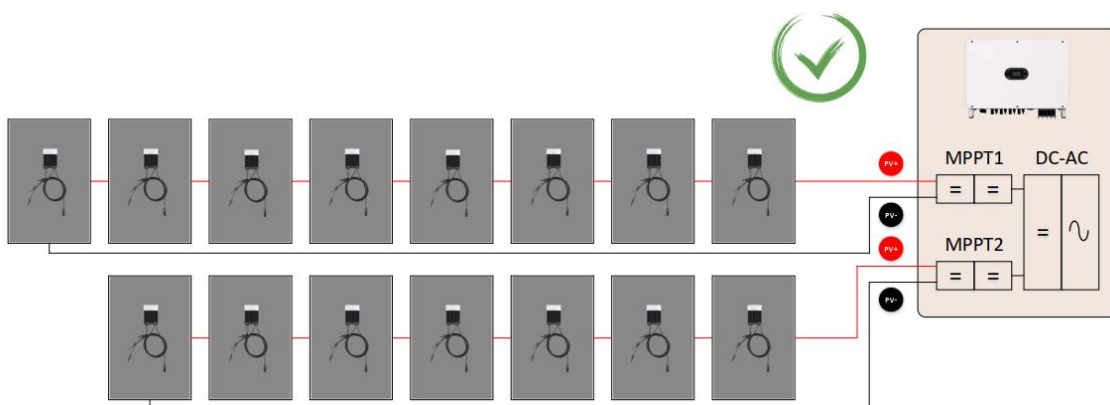 PV+
MPPT1 DC-AC
= =
= ~
PV-
PV+
MPPT2
= =
PV-